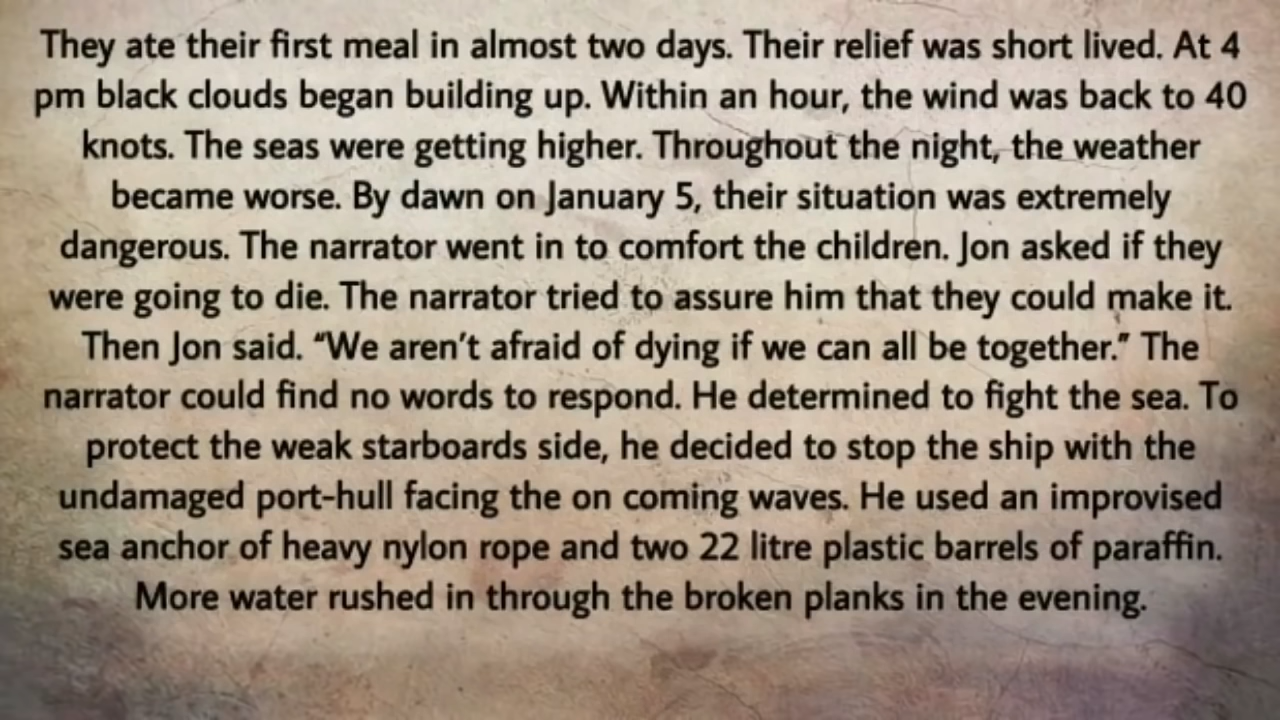 They ate their first meal in almost two days. Their relief was short lived. At 4
pm black clouds began building up. Within an hour, the wind was back to 40
knots. The seas were getting higher. Throughout the night, the weather
became worse. By dawn on January 5, their situation was extremely
dangerous. The narrator went in to comfort the children. Jon asked if they
were going to die. The narrator tried to assure him that they could make it.
Then Jon said. “We aren’t afraid of dying if we can all be together.” The
narrator could find no words to respond. He determined to fight the sea. To
protect the weak starboards side, he decided to stop the ship with the
undamaged port-hull facing the on coming waves. He used an improvised
sea anchor of heavy nylon rope and two 22 litre plastic barrels of paraffin.
More water rushed in through the broken planks in the evening.